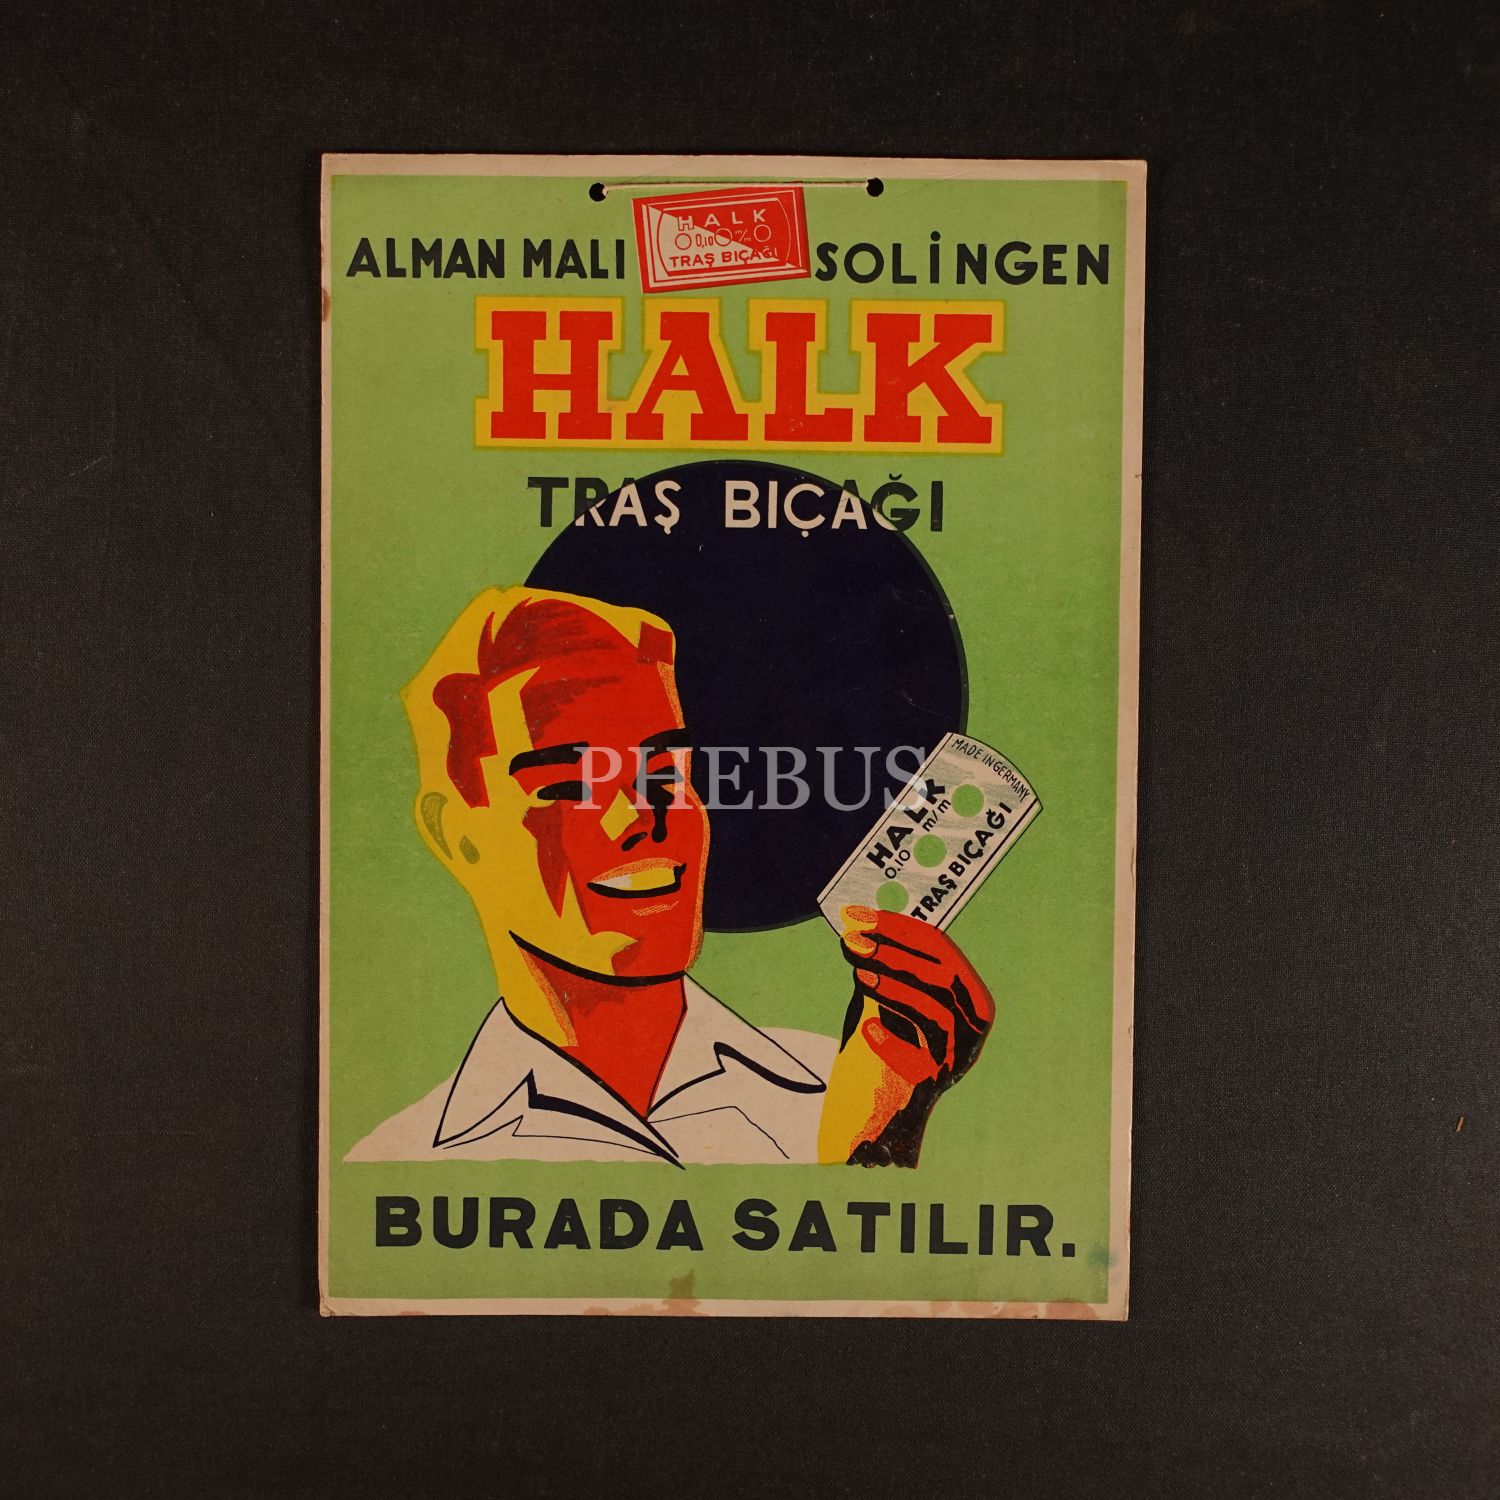 ALMAN MALI SOLİNGEN
HALK
0,10 m/m
TRAŞ BIÇAĞI
HALK
TRAŞ BIÇAĞI
PHEBUS
MADE IN GERMANY
HALK
0.10 m/m
TRAŞ BIÇAĞI
BURADA SATILIR.